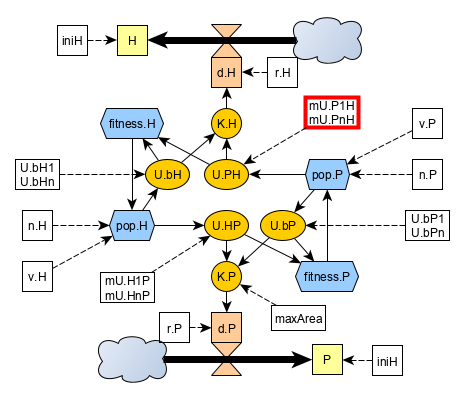 iniH
H
d.H
r.H
mU.P1H
mU.PnH
fitness.H
K.H
v.P
U.bH1
U.bHn
U.bH
U.PH
pop.P
n.P
n.H
pop.H
U.HP
U.bP
U.bP1
U.bPn
v.H
mU.H1P
mU.HnP
K.P
fitness.P
maxArea
r.P
d.P
P
iniH